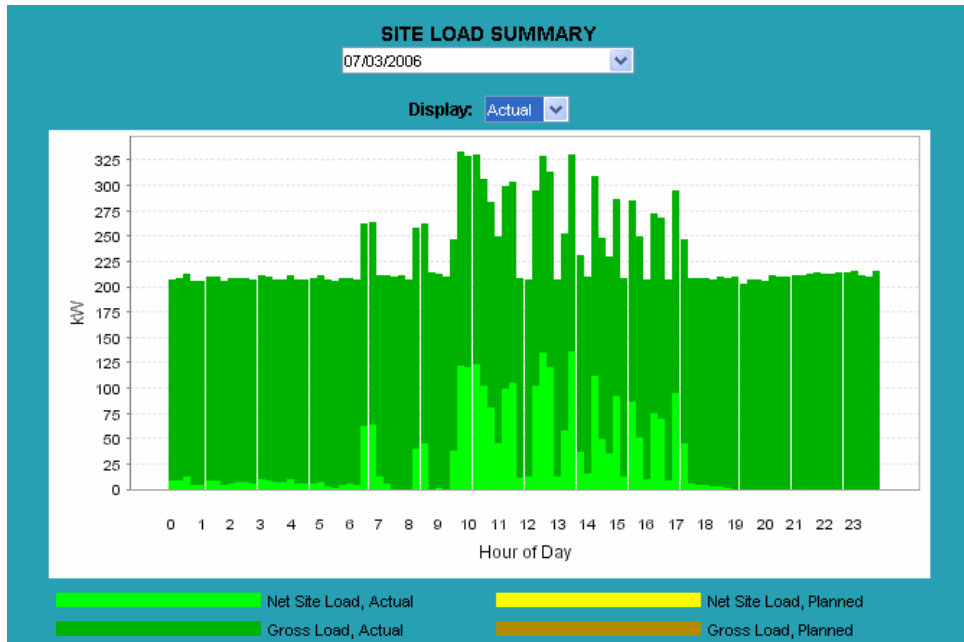 SITE LOAD SUMMARY
07/03/2006
Display: Actual
325
300
275
250
225
200
175
150
125
100
75
50
25
0
kW
0 1 2 3 4 5 6 7 8 9 10 11 12 13 14 15 16 17 18 19 20 21 22 23
Hour of Day
Net Site Load, Actual Net Site Load, Planned
Gross Load, Actual Gross Load, Planned